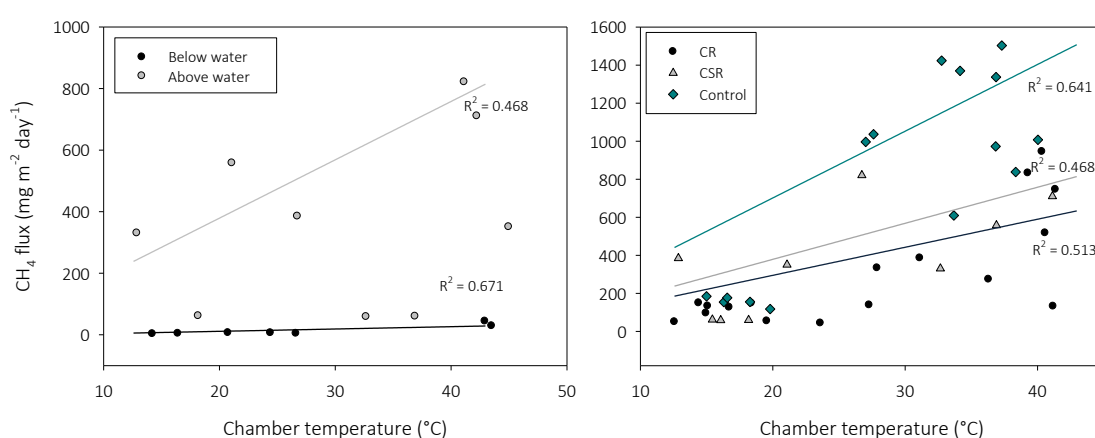 CH4 flux (mg m-2 day-1)
1000
800
600
400
200
0
Below water
Above water
R2 = 0.468
R2 = 0.671
10
20
30
40
50
Chamber temperature (°C)
1600
1400
1200
1000
800
600
400
200
0
CR
CSR
Control
R2 = 0.641
R2 = 0.468
R2 = 0.513
10
20
30
40
Chamber temperature (°C)